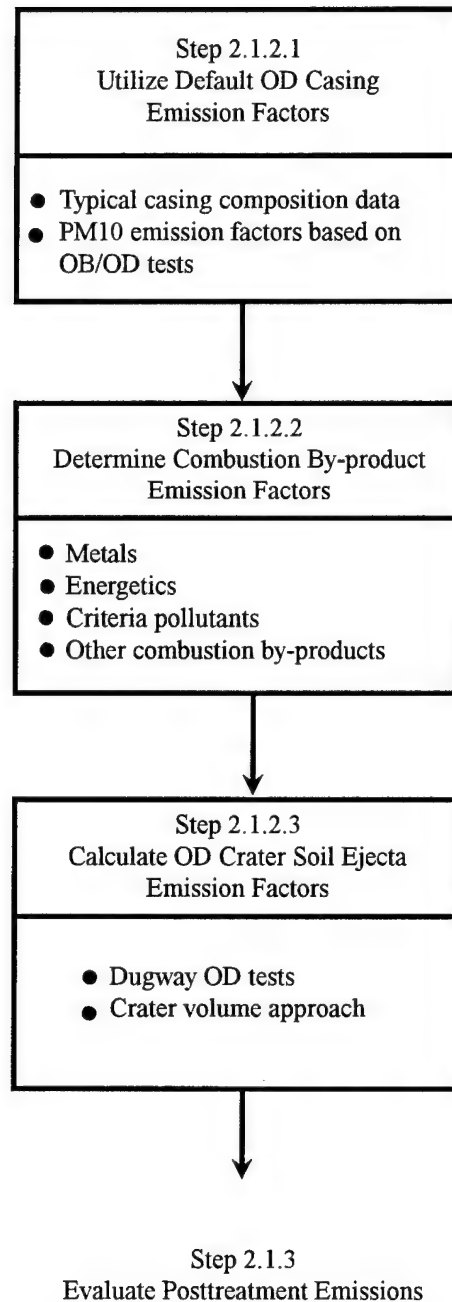 Step 2.1.2.1
Utilize Default OD Casing
Emission Factors
● Typical casing composition data
● PM10 emission factors based on
OB/OD tests
Step 2.1.2.2
Determine Combustion By-product
Emission Factors
● Metals
● Energetics
● Criteria pollutants
● Other combustion by-products
Step 2.1.2.3
Calculate OD Crater Soil Ejecta
Emission Factors
● Dugway OD tests
● Crater volume approach
Step 2.1.3
Evaluate Posttreatment Emissions